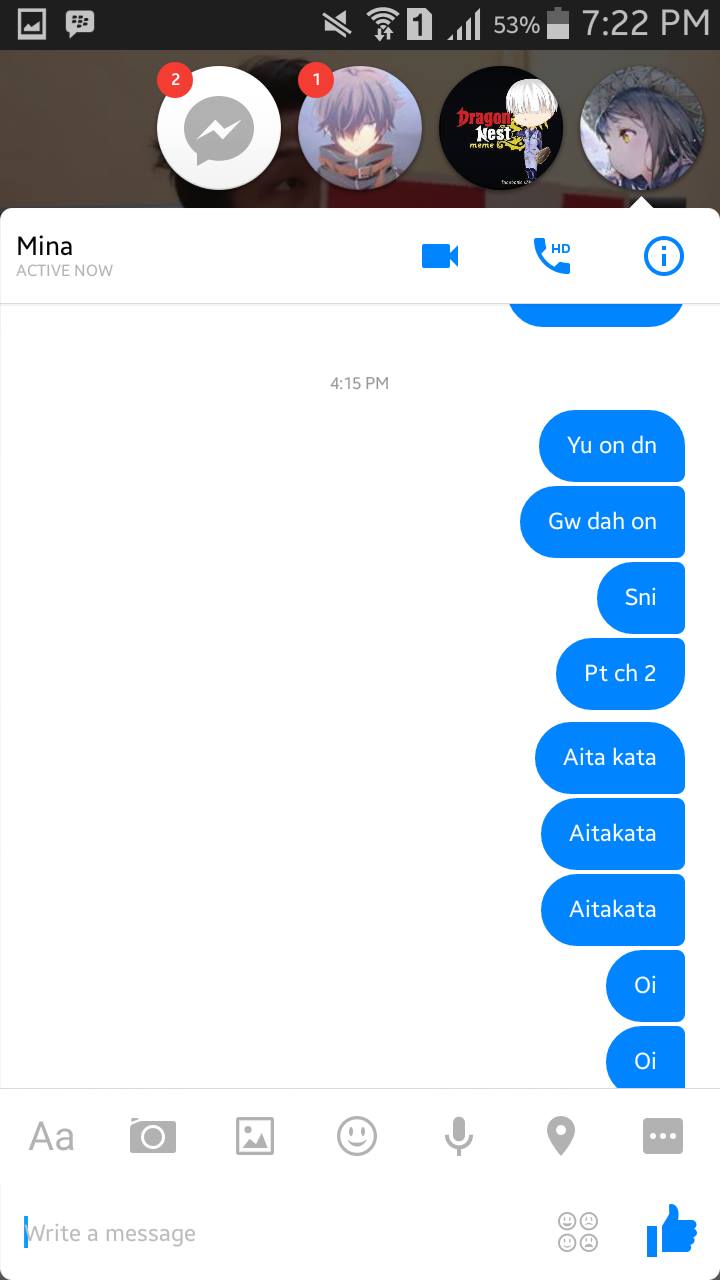 53% 7:22 PM
1
2
1
Dragon
Nest
meme
Mina
ACTIVE NOW
HD
4:15 PM
Yu on dn
Gw dah on
Sni
Pt ch 2
Aita kata
Aitakata
Aitakata
Oi
Oi
Aa
Write a message